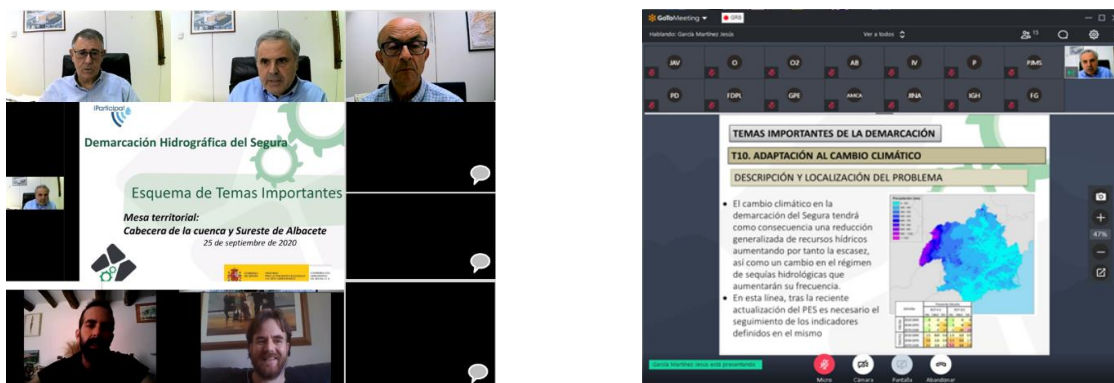 ¡Participa!
Demarcación Hidrográfica del Segura
Esquema de Temas Importantes
Mesa territorial:
Cabecera de la cuenca y Sureste de Albacete
25 de septiembre de 2020
GoToMeeting
GR8
Hablando: García Martínez Jesús
Ver a todos
15
JAV
O
O2
AB
IV
P
PJMS
PD
FDPL
GPE
AMCA
JINA
IGH
FG
TEMAS IMPORTANTES DE LA DEMARCACIÓN
T10. ADAPTACIÓN AL CAMBIO CLIMÁTICO
DESCRIPCIÓN Y LOCALIZACIÓN DEL PROBLEMA
• El cambio climático en la
demarcación del Segura tendrá
como consecuencia una reducción
generalizada de recursos hídricos
aumentando por tanto la escasez,
así como un cambio en el régimen
de sequías hidrológicas que
aumentarán su frecuencia.
• En esta línea, tras la reciente
actualización del PES es necesario el
seguimiento de los indicadores
definidos en el mismo
47%
García Martínez Jesús está presentando
Micro
Cámara
Pantalla
Abandonar